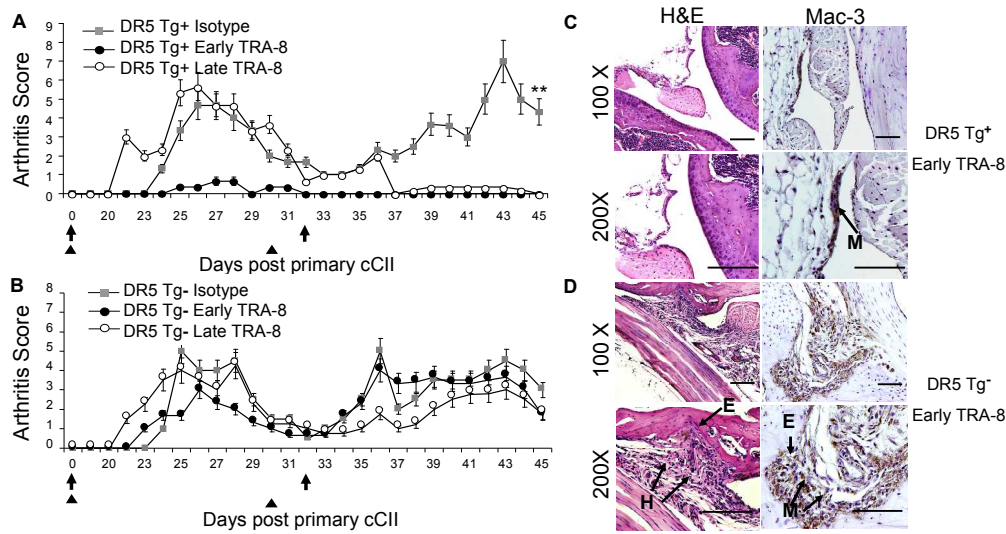 A
DR5 Tg+ Isotype
DR5 Tg+ Early TRA-8
DR5 Tg+ Late TRA-8
Arthritis Score
9
8
7
6
5
4
3
2
1
0
**
0 20 23 25 27 29 31 33 35 37 39 41 43 45
Days post primary cCII
B
DR5 Tg- Isotype
DR5 Tg- Early TRA-8
DR5 Tg- Late TRA-8
Arthritis Score
8
7
6
5
4
3
2
1
0
0 20 23 25 27 29 31 33 35 37 39 41 43 45
Days post primary cCII
C
H&E Mac-3
100 X
200X
M
DR5 Tg+
Early TRA-8
D
100 X
200X
E
H
E
M
DR5 Tg-
Early TRA-8